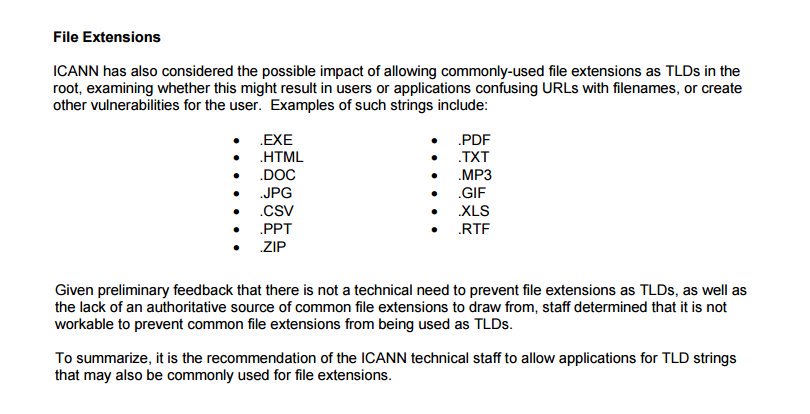 File Extensions
ICANN has also considered the possible impact of allowing commonly-used file extensions as TLDs in the
root, examining whether this might result in users or applications confusing URLs with filenames, or create
other vulnerabilities for the user. Examples of such strings include:
• .EXE
• .HTML
• .DOC
• .JPG
• .CSV
• .PPT
• .ZIP
• .PDF
• .TXT
• .MP3
• .GIF
• .XLS
• .RTF
Given preliminary feedback that there is not a technical need to prevent file extensions as TLDs, as well as
the lack of an authoritative source of common file extensions to draw from, staff determined that it is not
workable to prevent common file extensions from being used as TLDs.
To summarize, it is the recommendation of the ICANN technical staff to allow applications for TLD strings
that may also be commonly used for file extensions.